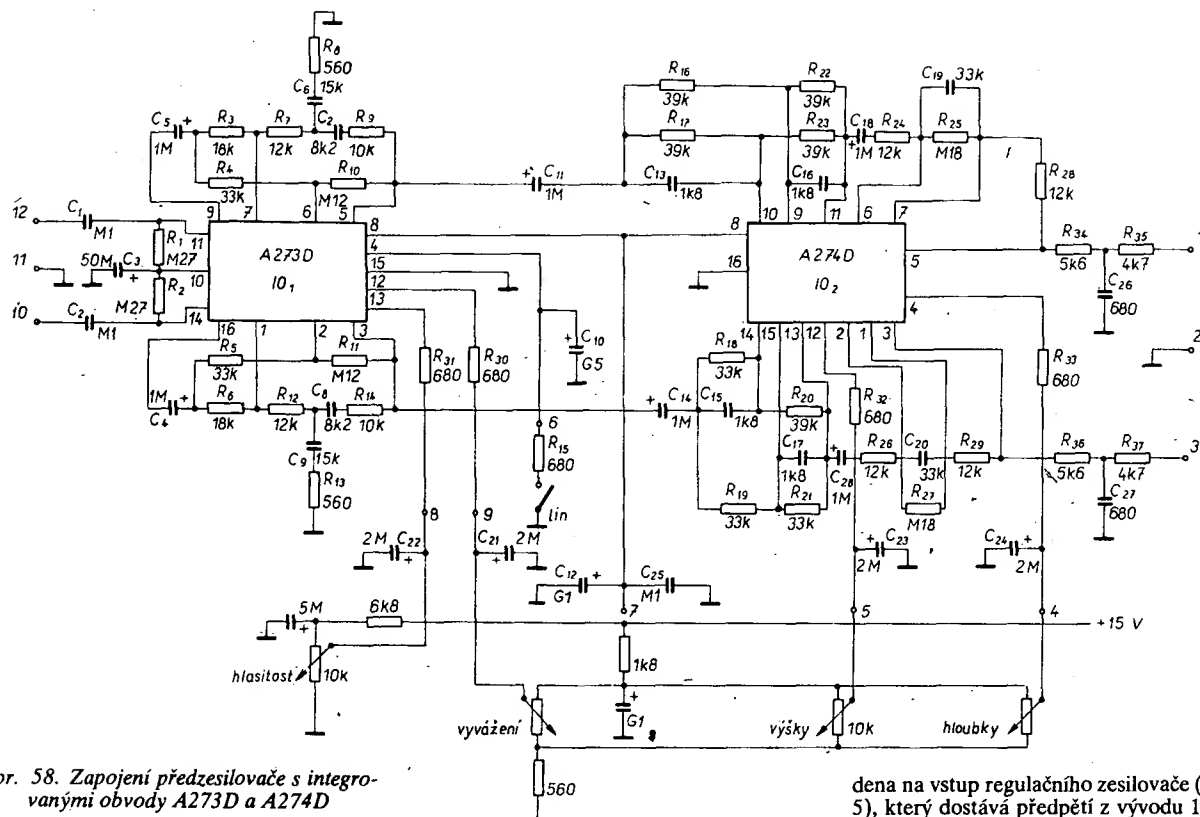 R8
560
C6
15k
C5
1M
+
R3
18k
R7
12k
C2
8k2
R9
10k
R4
33k
R10
M12
9
7
6
5
12
C1
M1
11
R1
M27
11
50M
C3
+
10
R2
M27
10
C2
M1
14
A273D
IO1
8
4
15
12
13
16
1
2
3
R5
33k
R11
M12
1M
C4
+
R6
18k
R12
12k
C8
8k2
R14
10k
C9
15k
R13
560
R31
680
R30
680
+
C10
G5
6
R15
680
lin
8
9
2M
C22
+
C21
+
2M
C12
G1
+
C25
M1
7
5M
+
6k8
+15 V
hlasitost
10k
1k8
+
G1
vyvážení
560
výšky
10k
hloubky
+
C11
1M
R16
39k
R17
39k
C13
1k8
R22
39k
R23
39k
C16
1k8
C18
+
1M
R24
12k
C19
33k
R25
M18
R28
12k
10
9
11
6
7
8
16
A274D
IO2
5
4
14
15
13
12
2
1
3
R34
5k6
R35
4k7
1
C26
680
2
R33
680
R18
33k
+
C14
1M
C15
1k8
R20
39k
C17
1k8
R19
33k
R21
33k
+
C28
1M
R32
680
R26
12k
C20
33k
R29
12k
R27
M18
R36
5k6
R37
4k7
3
C27
680
+
C23
2M
C24
+
2M
5
4
or. 58. Zapojení předzesilovače s integro-
vanými obvody A273D a A274D
dena na vstup regulačního zesilovače (
5), který dostává předpětí z vývodu 1